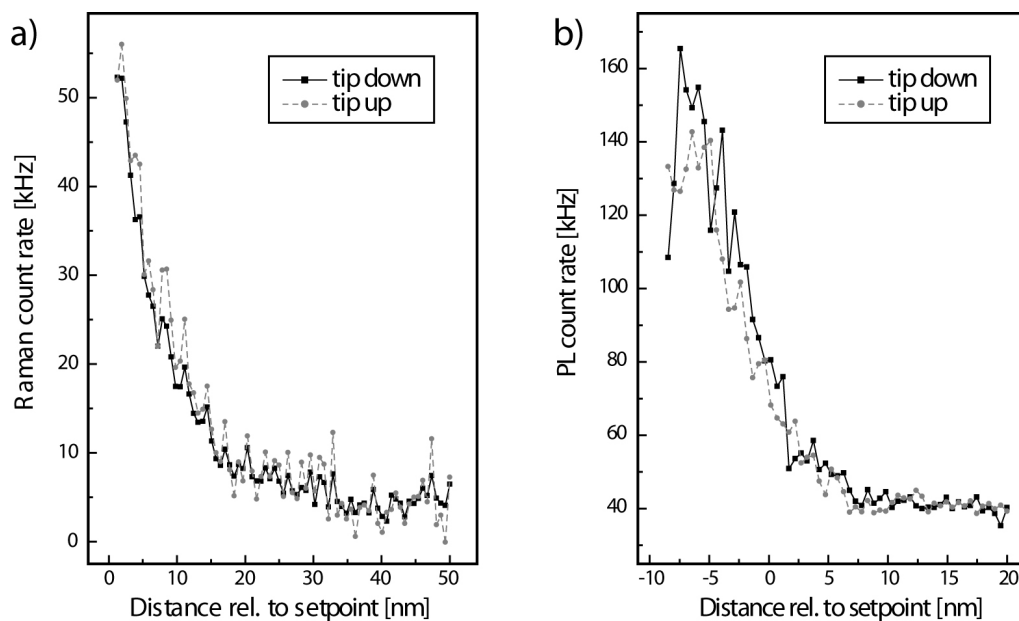 a)
tip down
tip up
Raman count rate [kHz]
50
40
30
20
10
0
0 10 20 30 40 50
Distance rel. to setpoint [nm]
b)
tip down
tip up
PL count rate [kHz]
160
140
120
100
80
60
40
-10 -5 0 5 10 15 20
Distance rel. to setpoint [nm]